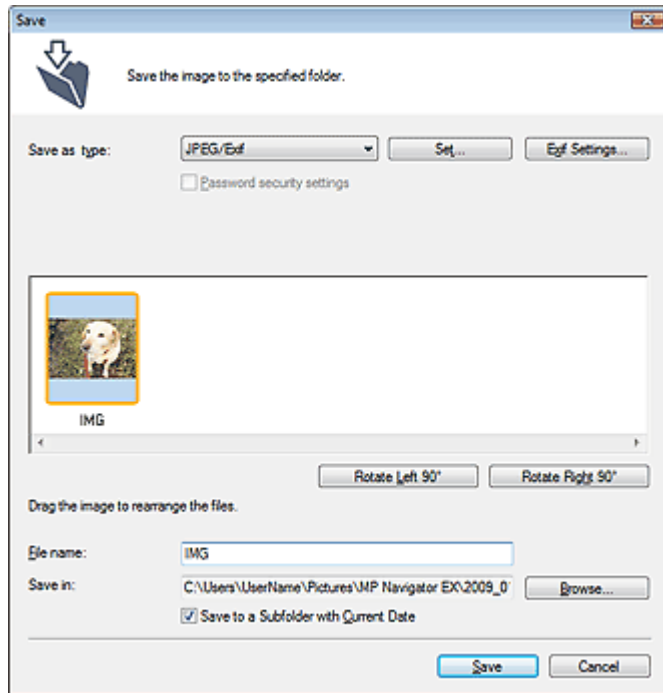 Save
Save the image to the specified folder.
Save as type: JPEG/Exif Set... Exif Settings...
Password security settings
IMG
Rotate Left 90° Rotate Right 90°
Drag the image to rearrange the files.
File name: IMG
Save in: C:\Users\UserName\Pictures\MP Navigator EX\2009_0 Browse...
Save to a Subfolder with Current Date
Save Cancel